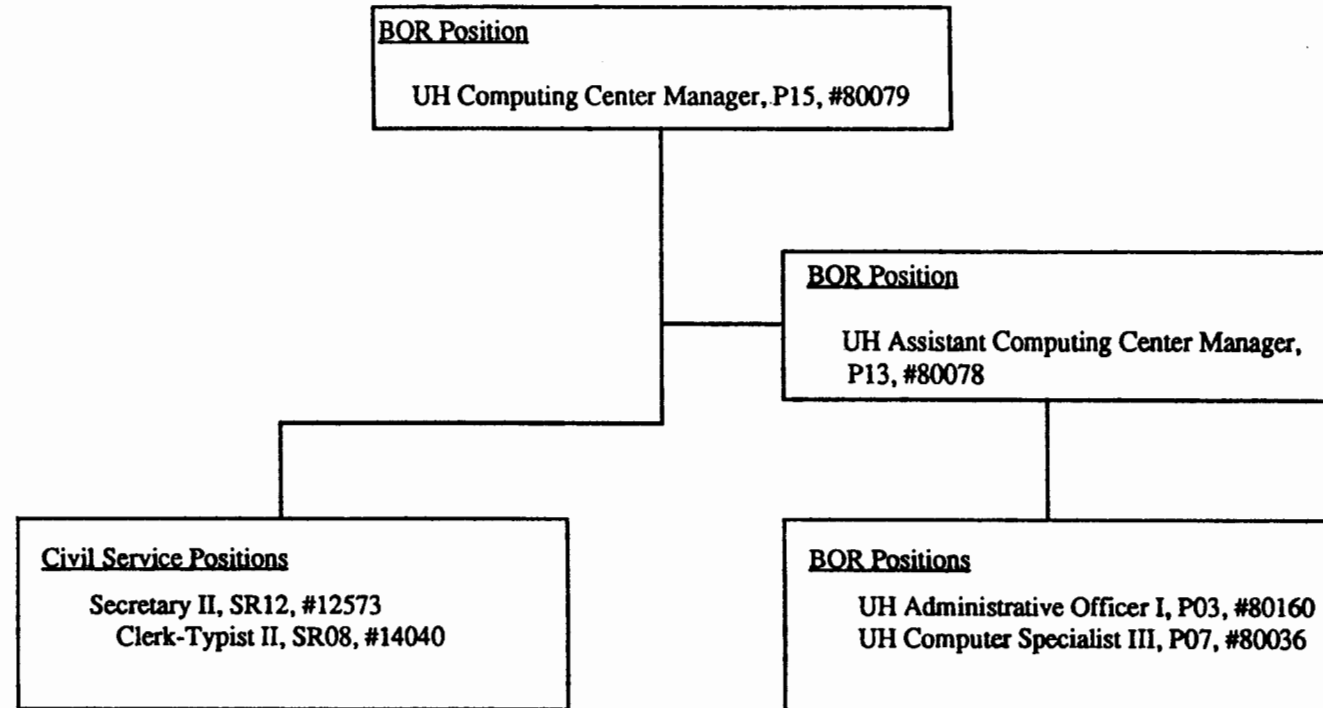 BOR Position
UH Computing Center Manager, P15, #80079
BOR Position
UH Assistant Computing Center Manager,
P13, #80078
Civil Service Positions
Secretary II, SR12, #12573
Clerk-Typist II, SR08, #14040
BOR Positions
UH Administrative Officer I, P03, #80160
UH Computer Specialist III, P07, #80036